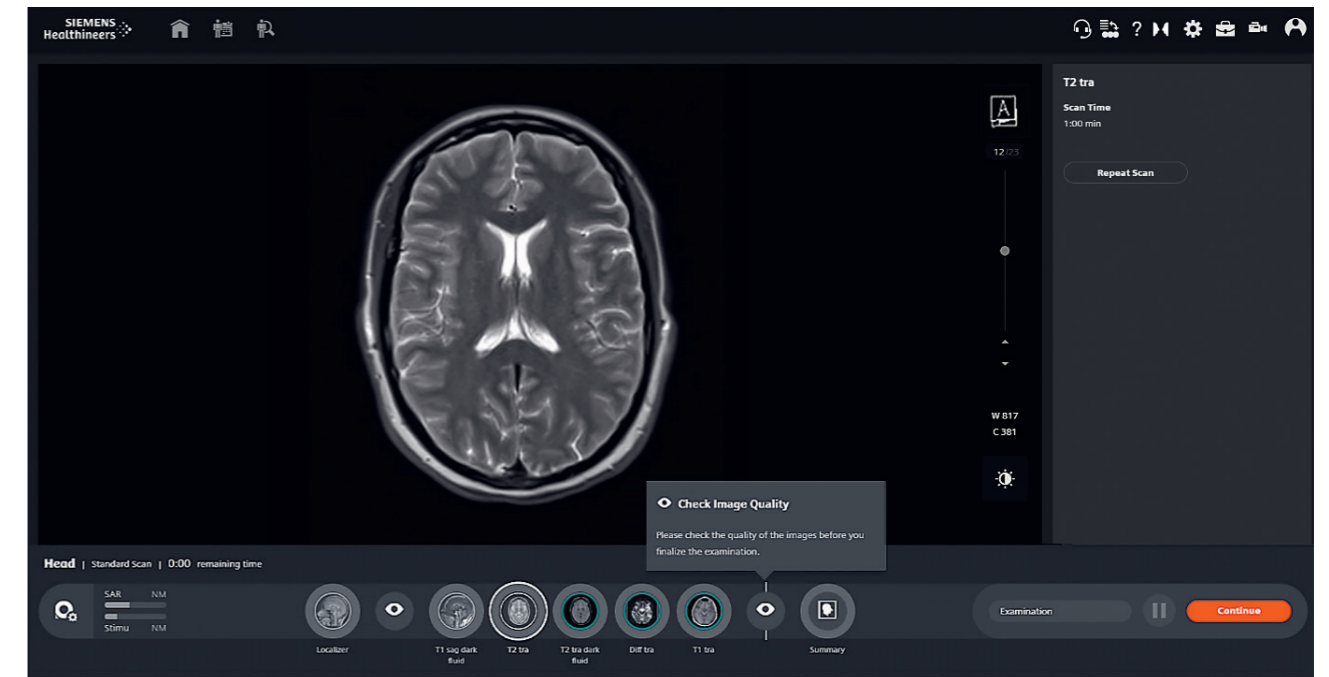 SIEMENS
Healthineers
?
T2 tra
Scan Time
1:00 min
Repeat Scan
A
12/23
W 817
C 381
Check Image Quality
Please check the quality of the images before you
finalize the examination.
Head | Standard Scan | 0:00 remaining time
SAR NM
Stimu NM
Localizer
T1 sag dark
fluid
T2 tra
T2 tra dark
fluid
Diff tra
T1 tra
Summary
Examination
Continue